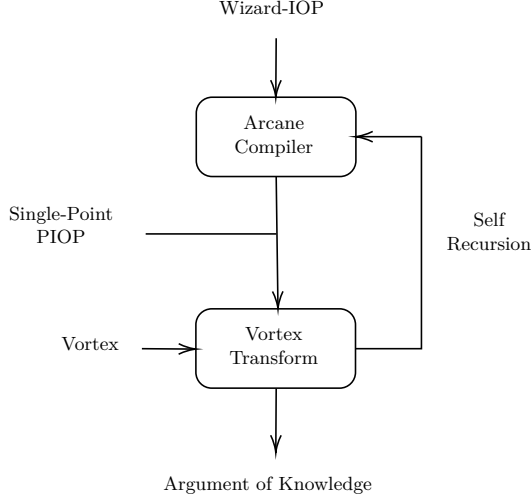 Wizard-IOP
Arcane
Compiler
Single-Point
PIOP
Self
Recursion
Vortex
Vortex
Transform
Argument of Knowledge